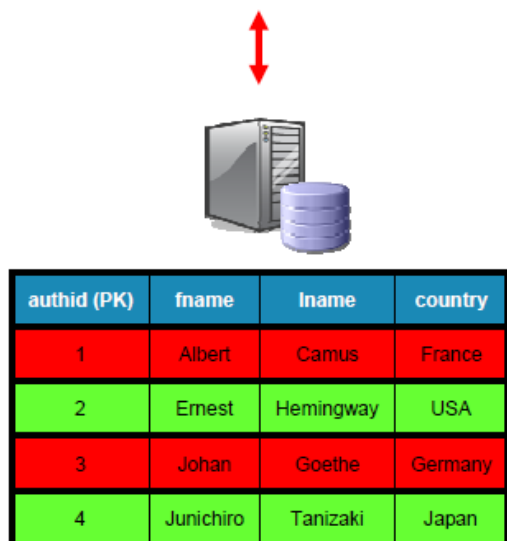 authid (PK) fname lname country
1 Albert Camus France
2 Ernest Hemingway USA
3 Johan Goethe Germany
4 Junichiro Tanizaki Japan